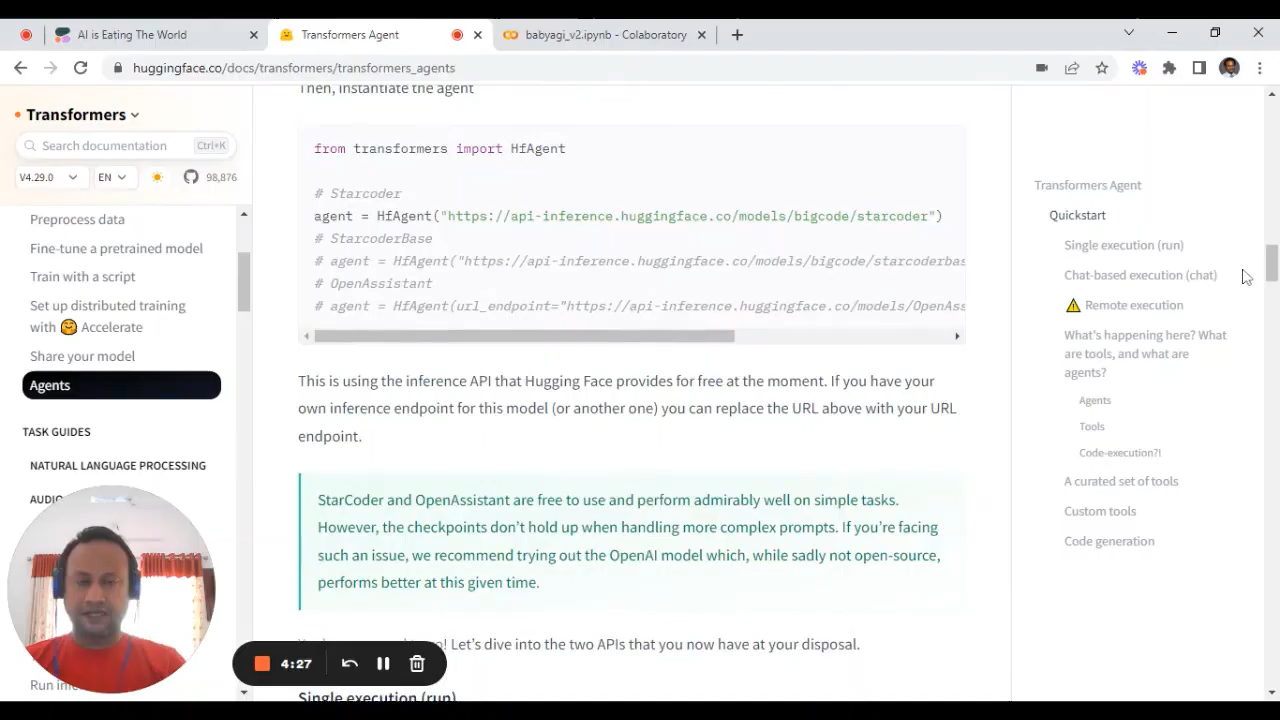 AI is Eating The World
Transformers Agent
babyagi_v2.ipynb - Colaboratory
huggingface.co/docs/transformers/transformers_agents
Transformers
Search documentation
Ctrl+K
V4.29.0
EN
98,876
Preprocess data
Fine-tune a pretrained model
Train with a script
Set up distributed training
with 🤗 Accelerate
Share your model
Agents
TASK GUIDES
NATURAL LANGUAGE PROCESSING
AUDIO
Run in
Then, instantiate the agent
from transformers import HfAgent
# Starcoder
agent = HfAgent("https://api-inference.huggingface.co/models/bigcode/starcoder")
# StarcoderBase
# agent = HfAgent("https://api-inference.huggingface.co/models/bigcode/starcoderbas
# OpenAssistant
# agent = HfAgent(url_endpoint="https://api-inference.huggingface.co/models/OpenAss
This is using the inference API that Hugging Face provides for free at the moment. If you have your
own inference endpoint for this model (or another one) you can replace the URL above with your URL
endpoint.
StarCoder and OpenAssistant are free to use and perform admirably well on simple tasks.
However, the checkpoints don't hold up when handling more complex prompts. If you're facing
such an issue, we recommend trying out the OpenAI model which, while sadly not open-source,
performs better at this given time.
Let's dive into the two APIs that you now have at your disposal.
Single execution (run)
4:27
Transformers Agent
Quickstart
Single execution (run)
Chat-based execution (chat)
⚠️ Remote execution
What's happening here? What
are tools, and what are
agents?
Agents
Tools
Code-execution?!
A curated set of tools
Custom tools
Code generation